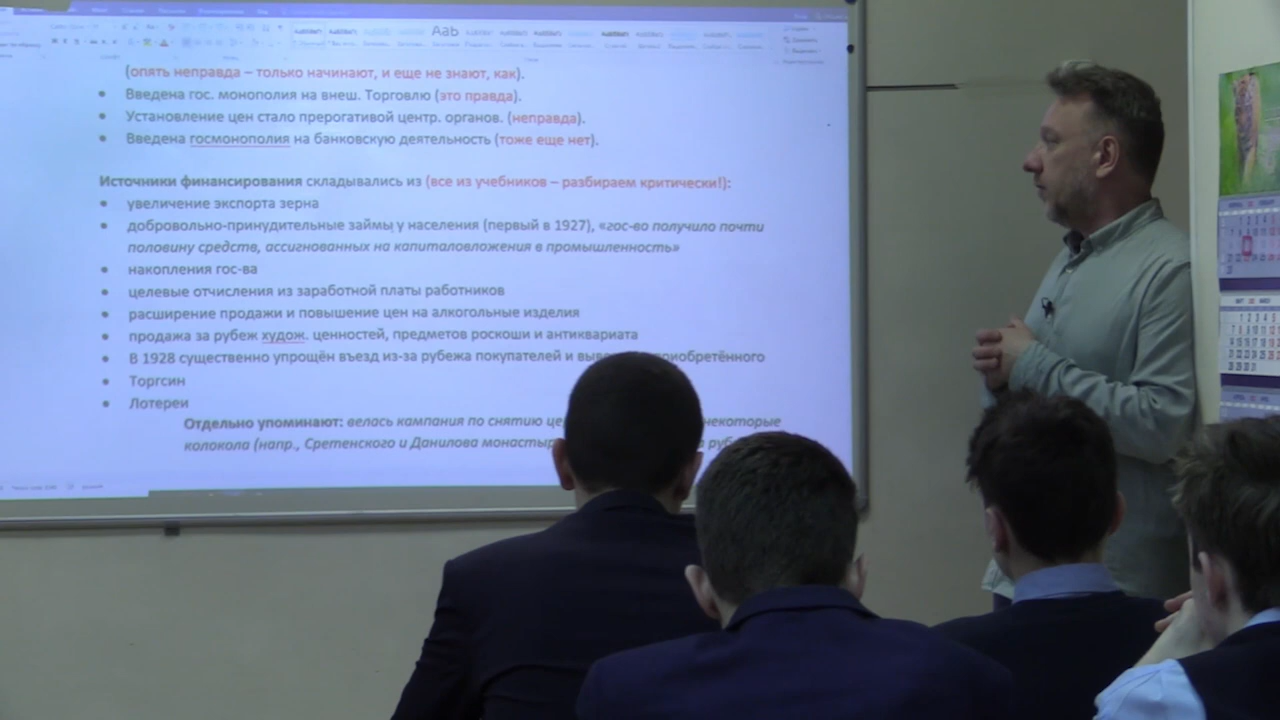 AaБb
(опять неправда – только начинают, и еще не знают, как).
Введена гос. монополия на внеш. Торговлю (это правда).
Установление цен стало прерогативой центр. органов. (неправда).
Введена госмонополия на банковскую деятельность (тоже еще нет).
Источники финансирования складывались из (все из учебников – разбираем критически!):
увеличение экспорта зерна
добровольно-принудительные займы у населения (первый в 1927), «гос-во получило почти
половину средств, ассигнованных на капиталовложения в промышленность»
накопления гос-ва
целевые отчисления из заработной платы работников
расширение продажи и повышение цен на алкогольные изделия
продажа за рубеж худож. ценностей, предметов роскоши и антиквариата
В 1928 существенно упрощён въезд из-за рубежа покупателей и
Торгсин
Лотереи
Отдельно упоминают: велась кампания по снятию некоторые
колокола (напр., Сретенского и Данилова